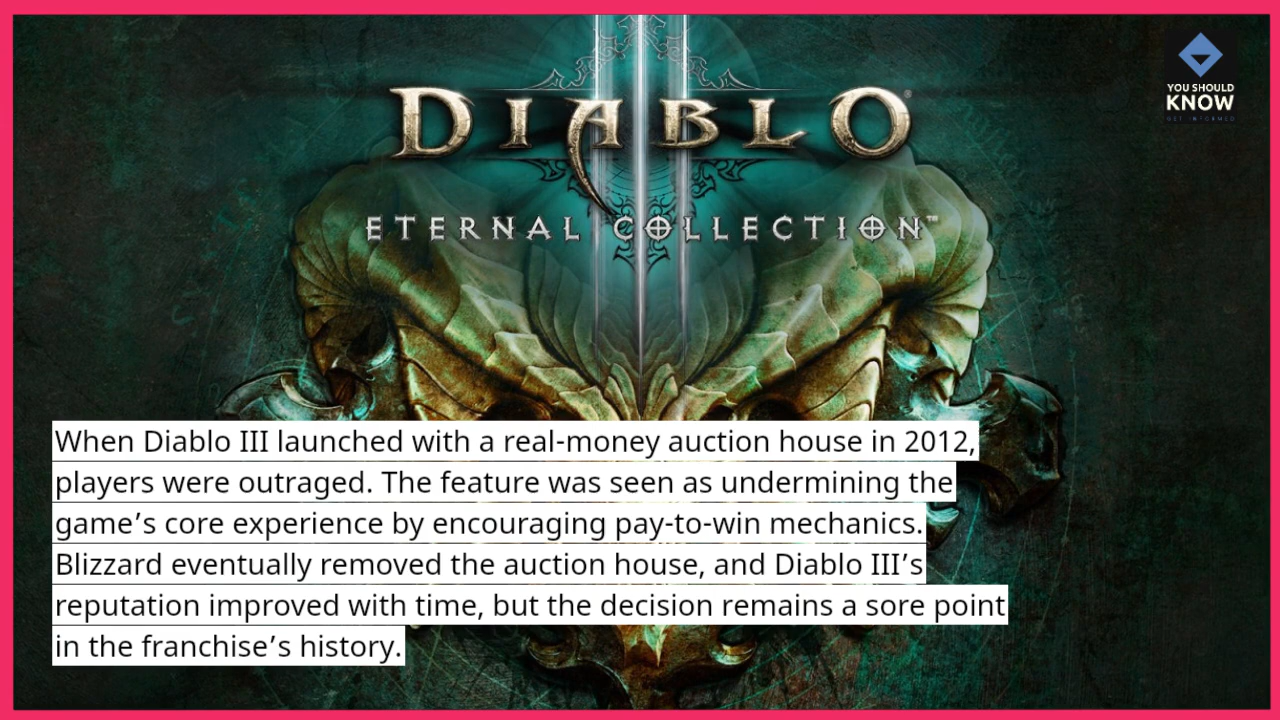 DIABLO®
ETERNAL COLLECTION™
YOU SHOULD
KNOW
GET INFORMED
When Diablo III launched with a real-money auction house in 2012,
players were outraged. The feature was seen as undermining the
game’s core experience by encouraging pay-to-win mechanics.
Blizzard eventually removed the auction house, and Diablo III’s
reputation improved with time, but the decision remains a sore point
in the franchise’s history.